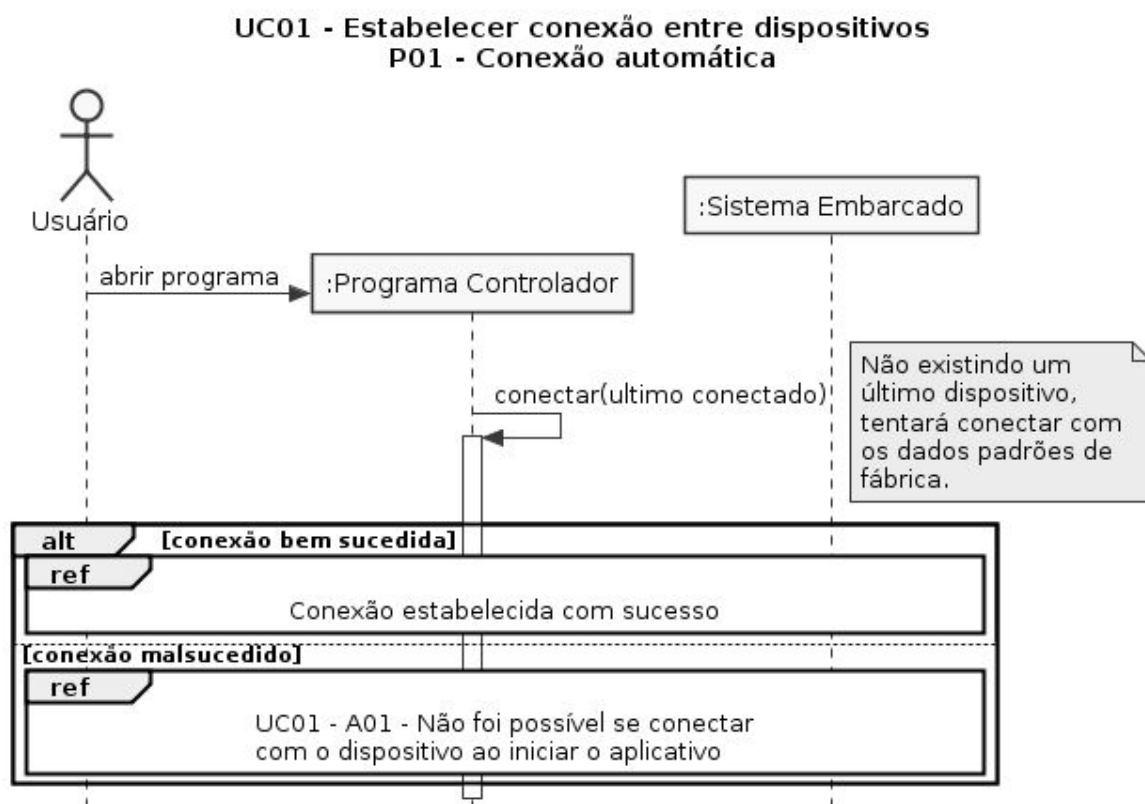 UC01 - Estabelecer conexão entre dispositivos
P01 - Conexão automática
Usuário
:Sistema Embarcado
abrir programa
:Programa Controlador
conectar(ultimo conectado)
Não existindo um
último dispositivo,
tentará conectar com
os dados padrões de
fábrica.
alt
[conexão bem sucedida]
ref
Conexão estabelecida com sucesso
[conexão malsucedido]
ref
UC01 - A01 - Não foi possível se conectar
com o dispositivo ao iniciar o aplicativo